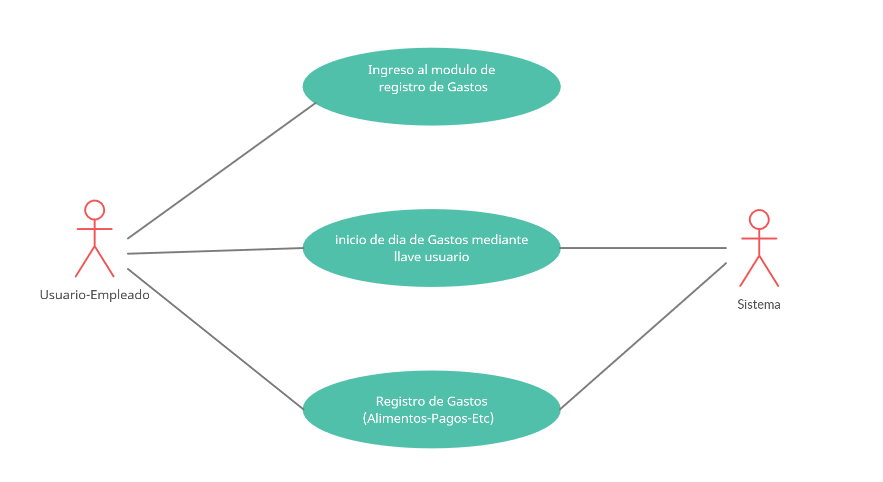 Ingreso al modulo de
registro de Gastos
inicio de dia de Gastos mediante
llave usuario
Usuario-Empleado
Sistema
Registro de Gastos
(Alimentos-Pagos-Etc)